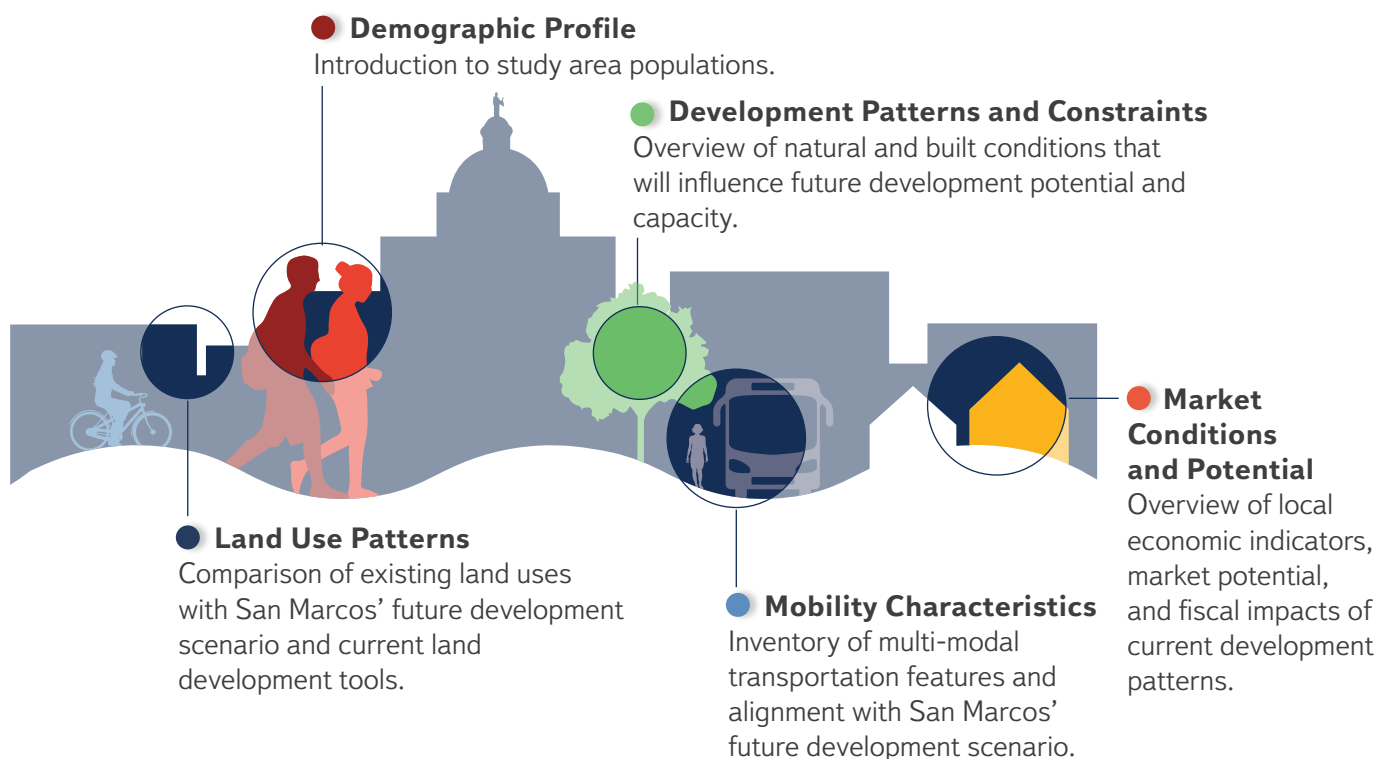 Demographic Profile
Introduction to study area populations.
Development Patterns and Constraints
Overview of natural and built conditions that
will influence future development potential and
capacity.
Market
Conditions
and Potential
Overview of local
economic indicators,
market potential,
and fiscal impacts of
current development
patterns.
Land Use Patterns
Comparison of existing land uses
with San Marcos’ future development
scenario and current land
development tools.
Mobility Characteristics
Inventory of multi-modal
transportation features and
alignment with San Marcos’
future development scenario.